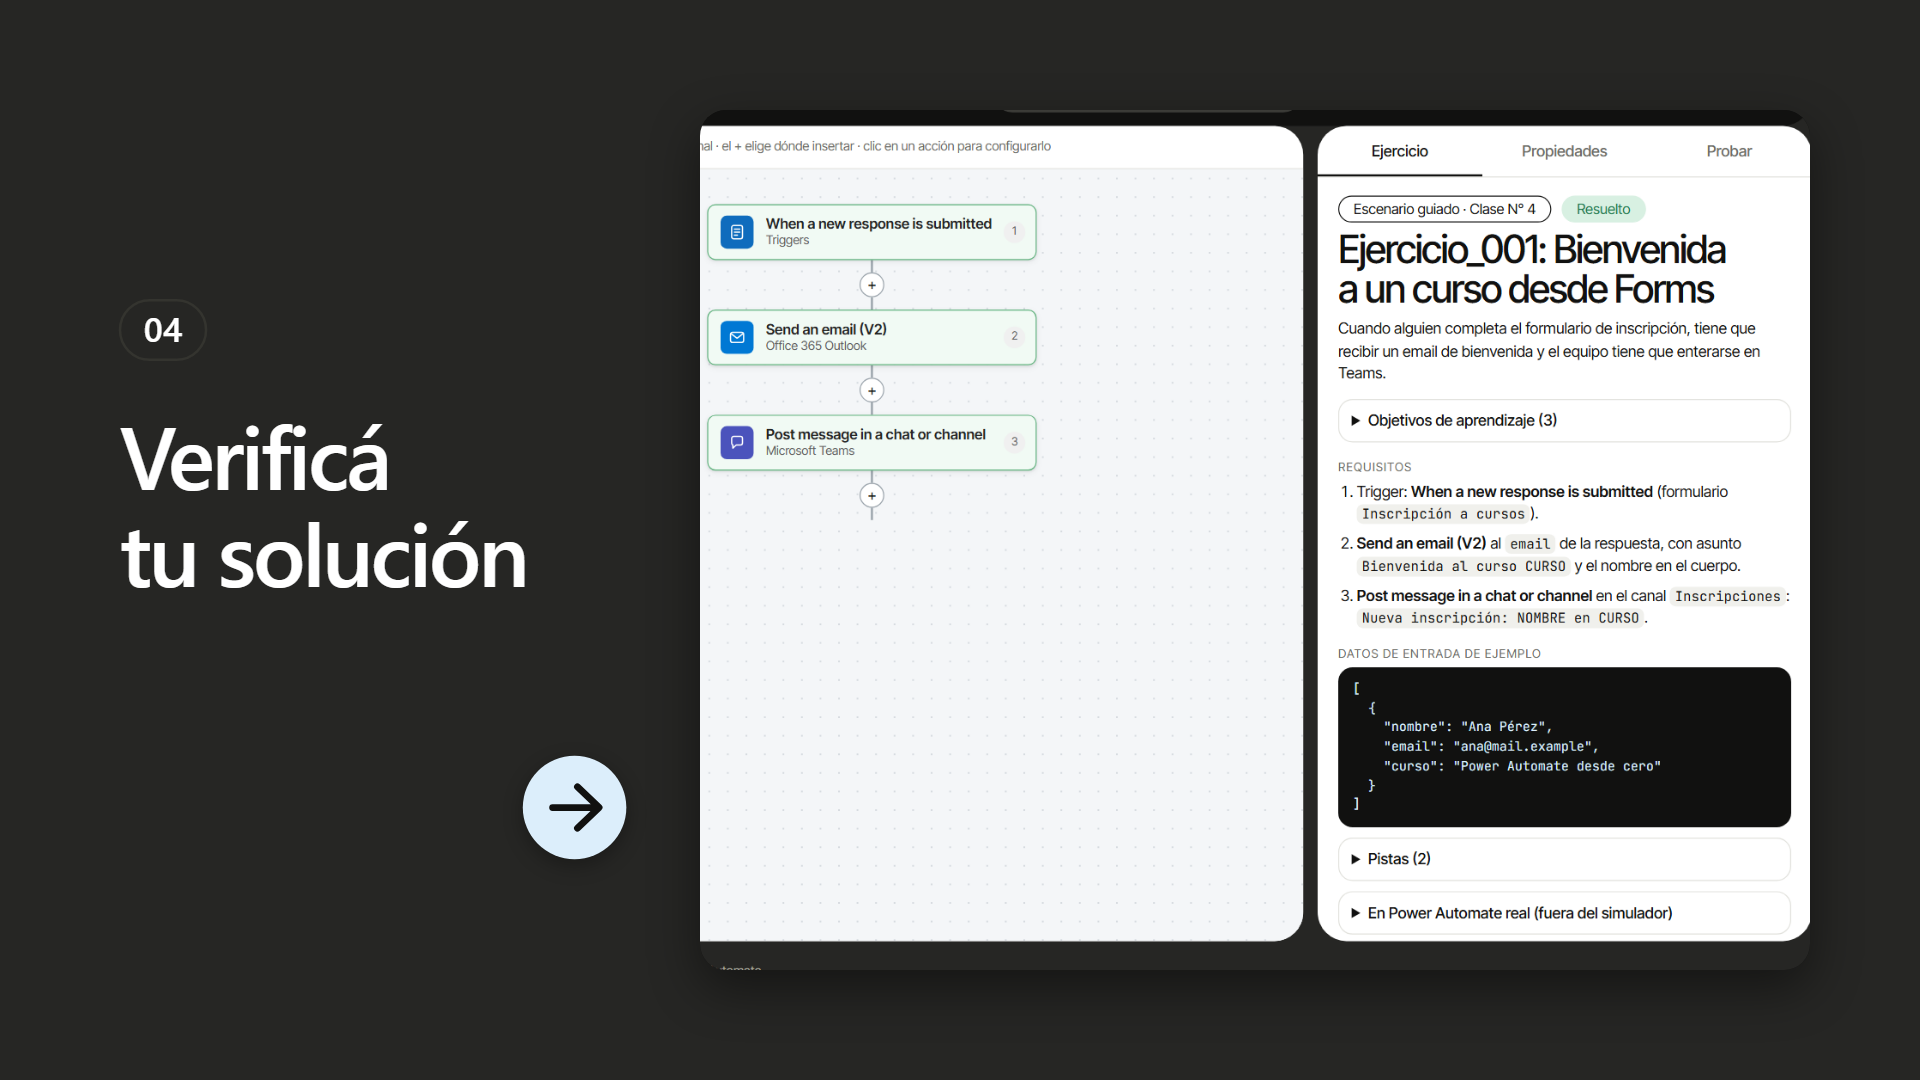 04
Verificá
tu solución
· el + elige dónde insertar · clic en un acción para configurarlo
When a new response is submitted
Triggers
1
+
Send an email (V2)
Office 365 Outlook
2
+
Post message in a chat or channel
Microsoft Teams
3
+
Ejercicio
Propiedades
Probar
Escenario guiado · Clase N° 4
Resuelto
Ejercicio_001: Bienvenida
a un curso desde Forms
Cuando alguien completa el formulario de inscripción, tiene que
recibir un email de bienvenida y el equipo tiene que enterarse en
Teams.
▶ Objetivos de aprendizaje (3)
REQUISITOS
1. Trigger: When a new response is submitted (formulario
Inscripción a cursos ).
2. Send an email (V2) al email de la respuesta, con asunto
Bienvenida al curso CURSO y el nombre en el cuerpo.
3. Post message in a chat or channel en el canal Inscripciones :
Nueva inscripción: NOMBRE en CURSO .
DATOS DE ENTRADA DE EJEMPLO
[
{
"nombre": "Ana Pérez",
"email": "ana@mail.example",
"curso": "Power Automate desde cero"
}
]
▶ Pistas (2)
▶ En Power Automate real (fuera del simulador)